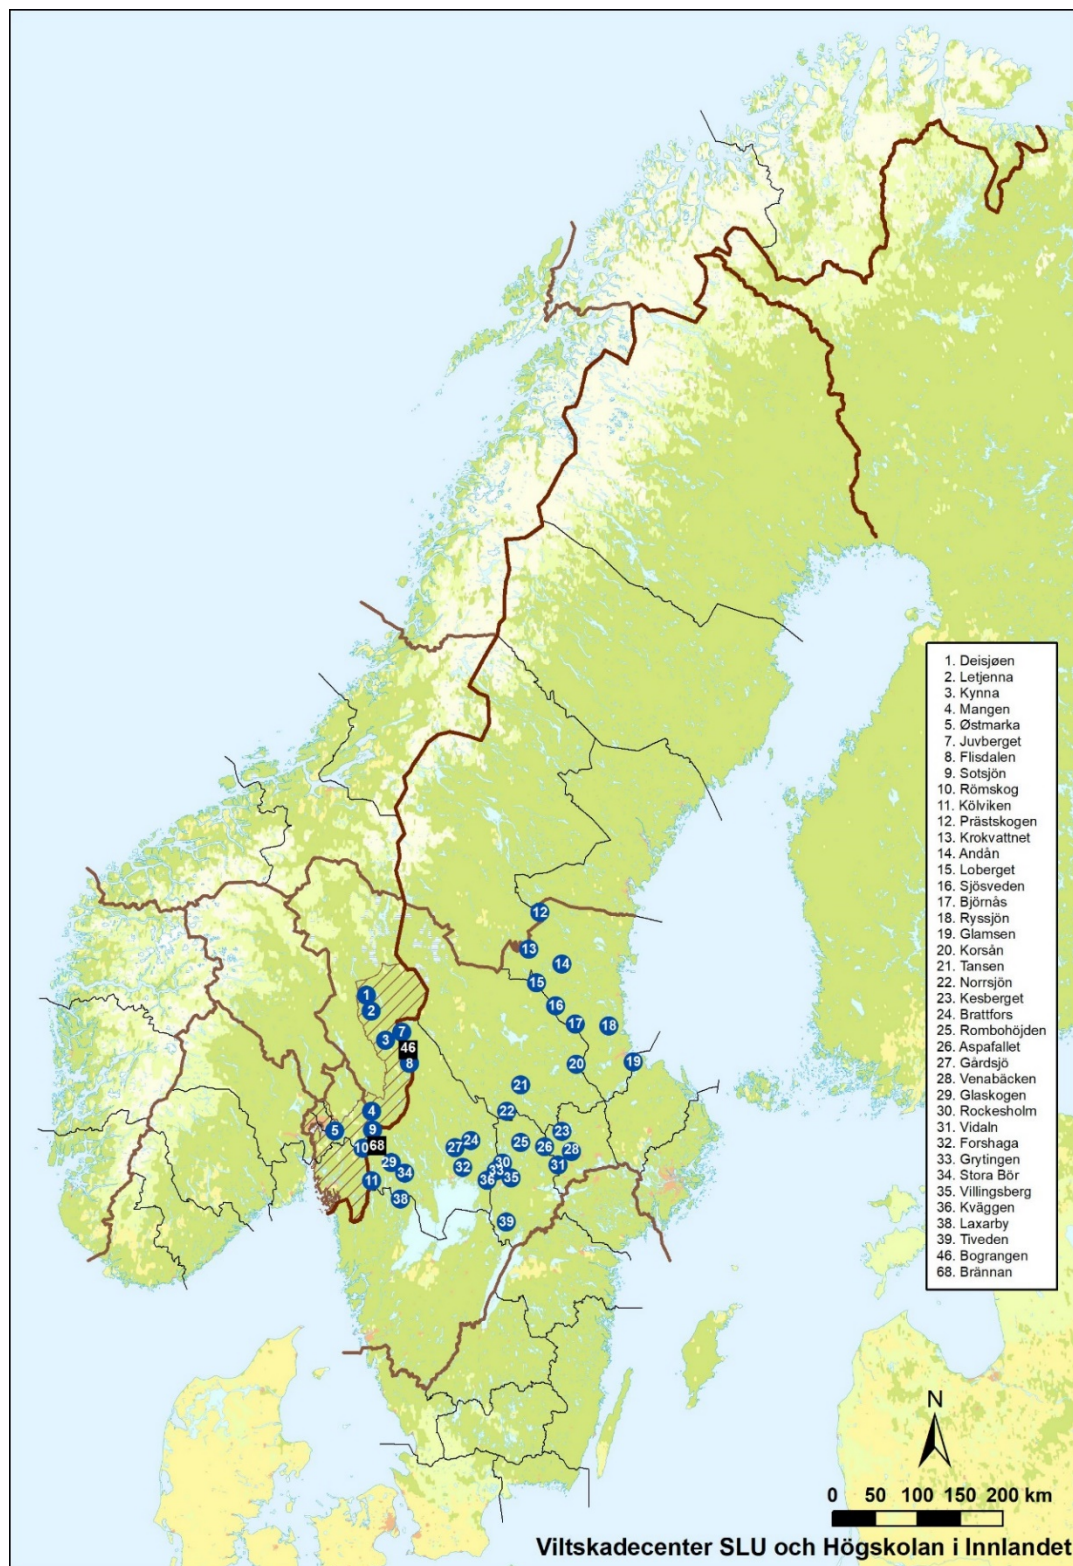 12
13
14
15
16
1
2
17
18
7
3
46
8
20
19
21
4
22
5
9
23
10
68
24
25
27
26
28
29
30
31
34
32
33
35
11
36
38
39
1. Deisjøen
2. Letjenna
3. Kynna
4. Mangen
5. Østmarka
7. Juvberget
8. Flisdalen
9. Sotsjön
10. Römskog
11. Kölviken
12. Prästskogen
13. Krokvattnet
14. Andån
15. Loberget
16. Sjösveden
17. Björnås
18. Ryssjön
19. Glamsen
20. Korsån
21. Tansen
22. Norrsjön
23. Kesberget
24. Brattfors
25. Rombohöjden
26. Aspafallet
27. Gårdsjö
28. Venabäcken
29. Glaskogen
30. Rockesholm
31. Vidaln
32. Forshaga
33. Grytingen
34. Stora Bör
35. Villingsberg
36. Kväggen
38. Laxarby
39. Tiveden
46. Bograngen
68. Brännan
N
0 50 100 150 200 km
Viltskadecenter SLU och Högskolan i Innlandet